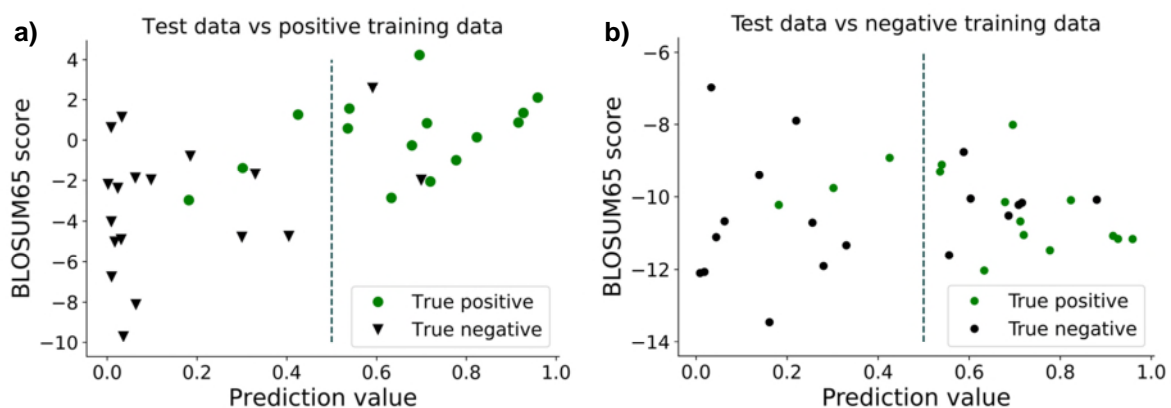 a)
Test data vs positive training data
BLOSUM65 score
4
2
0
−2
−4
−6
−8
−10
True positive
True negative
0.0 0.2 0.4 0.6 0.8 1.0
Prediction value
b)
Test data vs negative training data
BLOSUM65 score
−6
−8
−10
−12
−14
True positive
True negative
0.0 0.2 0.4 0.6 0.8 1.0
Prediction value